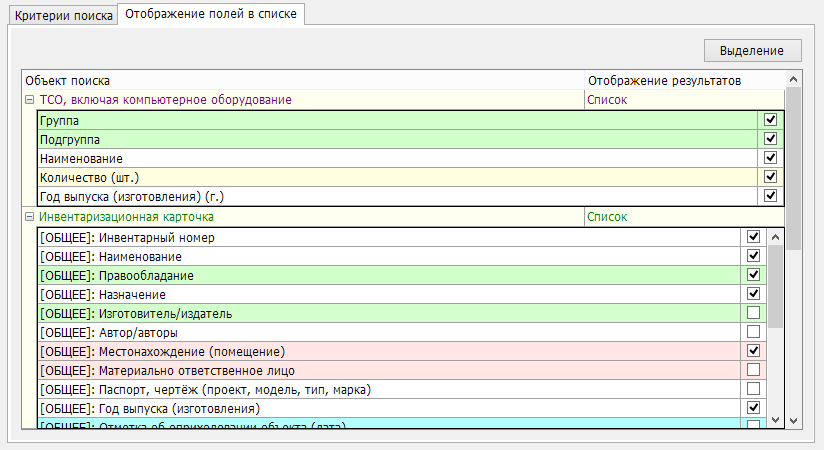 Критерии поиска Отображение полей в списке
Выделение
Объект поиска Отображение результатов
ТСО, включая компьютерное оборудование Список
Группа
Подгруппа
Наименование
Количество (шт.)
Год выпуска (изготовления) (г.)
Инвентаризационная карточка Список
[ОБЩЕЕ]: Инвентарный номер
[ОБЩЕЕ]: Наименование
[ОБЩЕЕ]: Правообладание
[ОБЩЕЕ]: Назначение
[ОБЩЕЕ]: Изготовитель/издатель
[ОБЩЕЕ]: Автор/авторы
[ОБЩЕЕ]: Местонахождение (помещение)
[ОБЩЕЕ]: Материально ответственное лицо
[ОБЩЕЕ]: Паспорт, чертёж (проект, модель, тип, марка)
[ОБЩЕЕ]: Год выпуска (изготовления)
[ОБЩЕЕ]: Отметка об оприходовании объекта (дата)